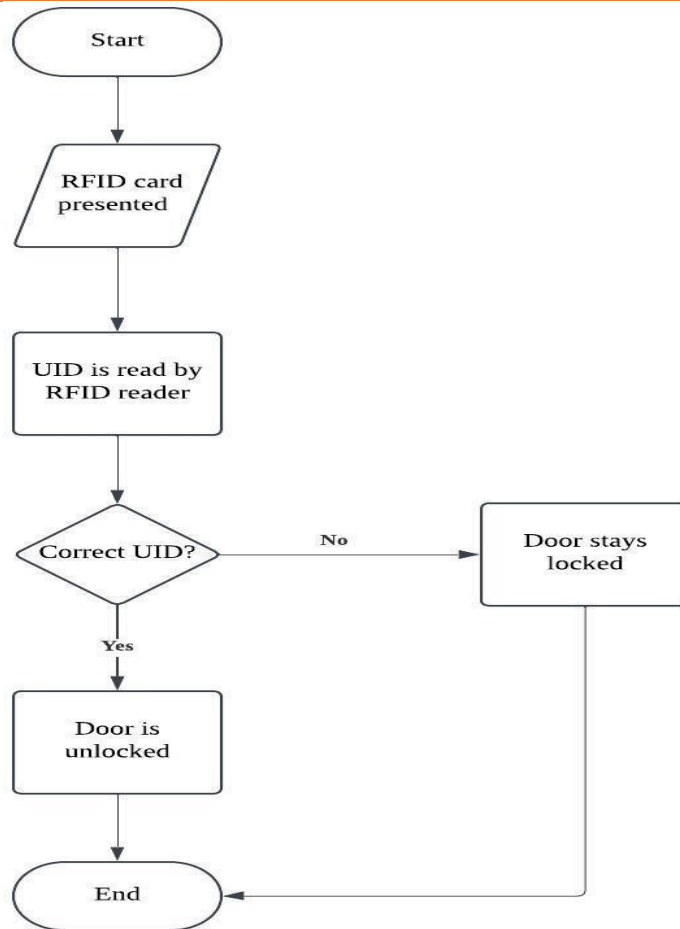 Start
RFID card
presented
UID is read by
RFID reader
Correct UID?
No
Door stays
locked
Yes
Door is
unlocked
End